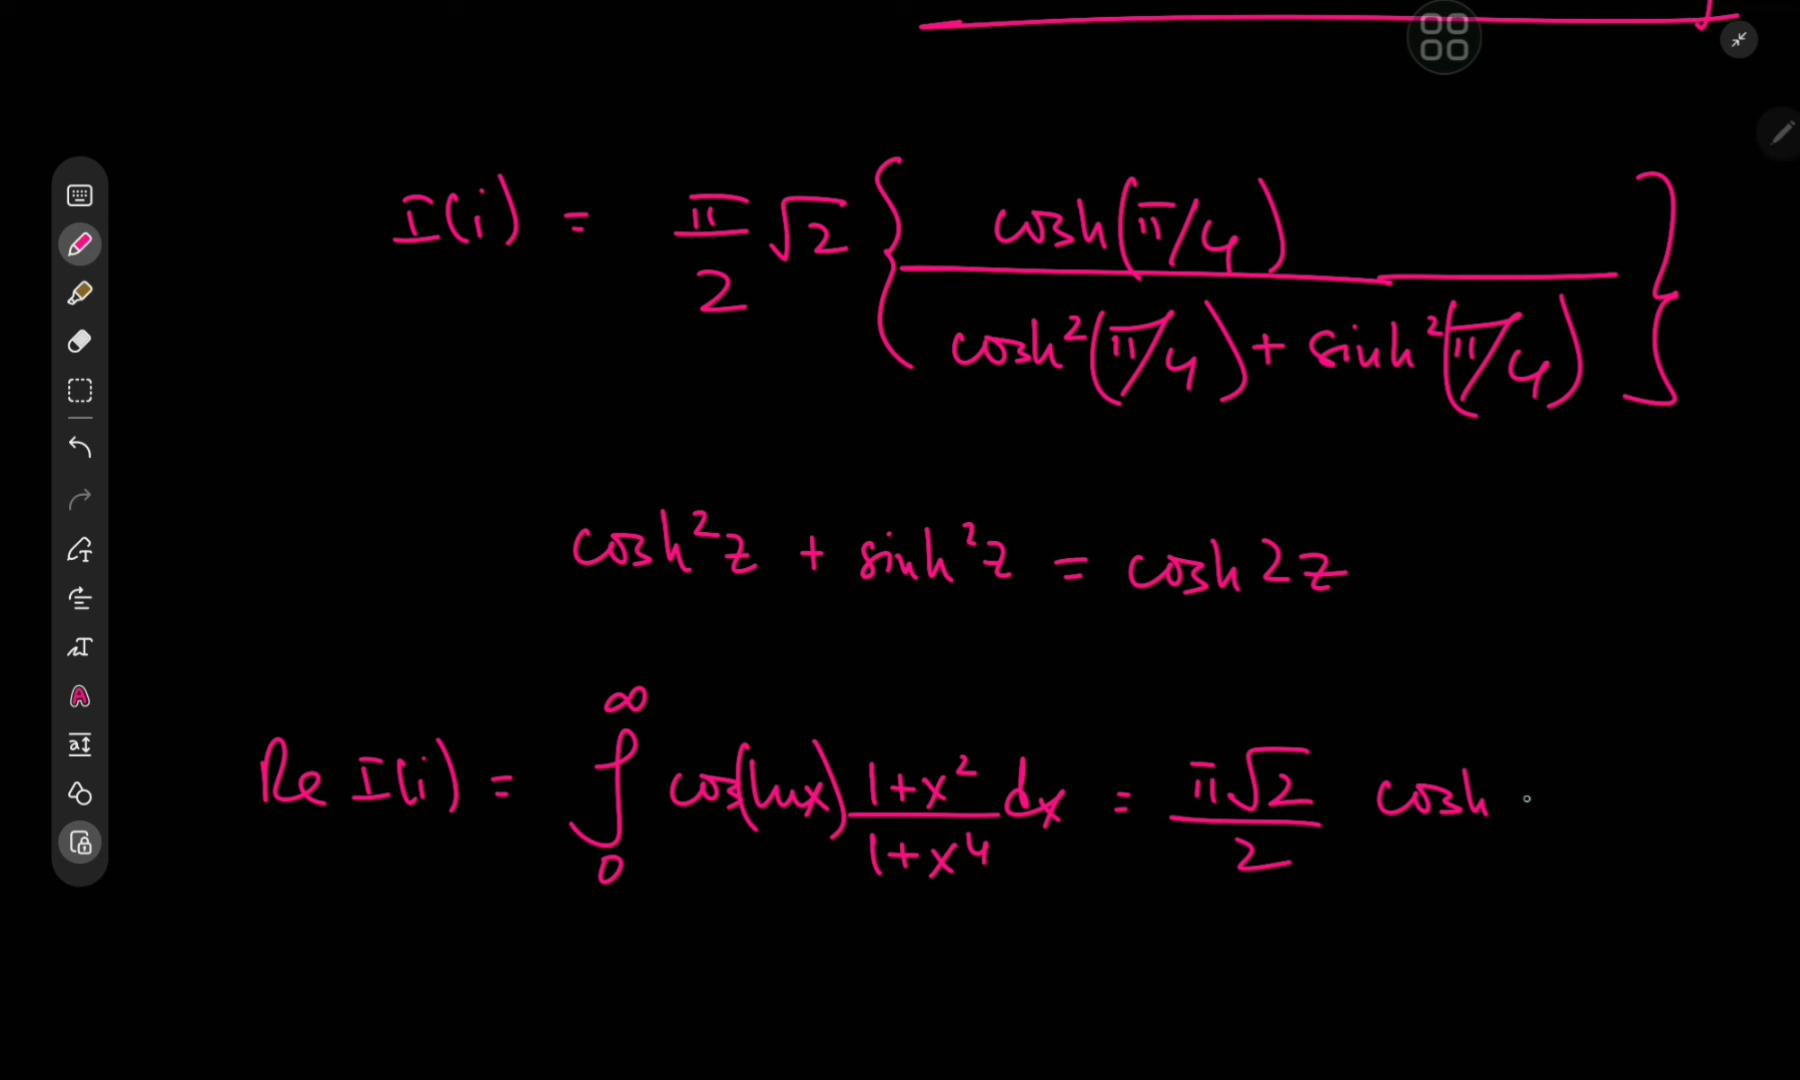 I(i) = π/2 √2 { cosh(π/4) / cosh²(π/4) + sinh²(π/4) }
cosh²z + sinh²z = cosh 2z
Re I(i) = ∫₀^∞ cos(lnx) 1+x²/1+x⁴ dx = π√2/2 cosh